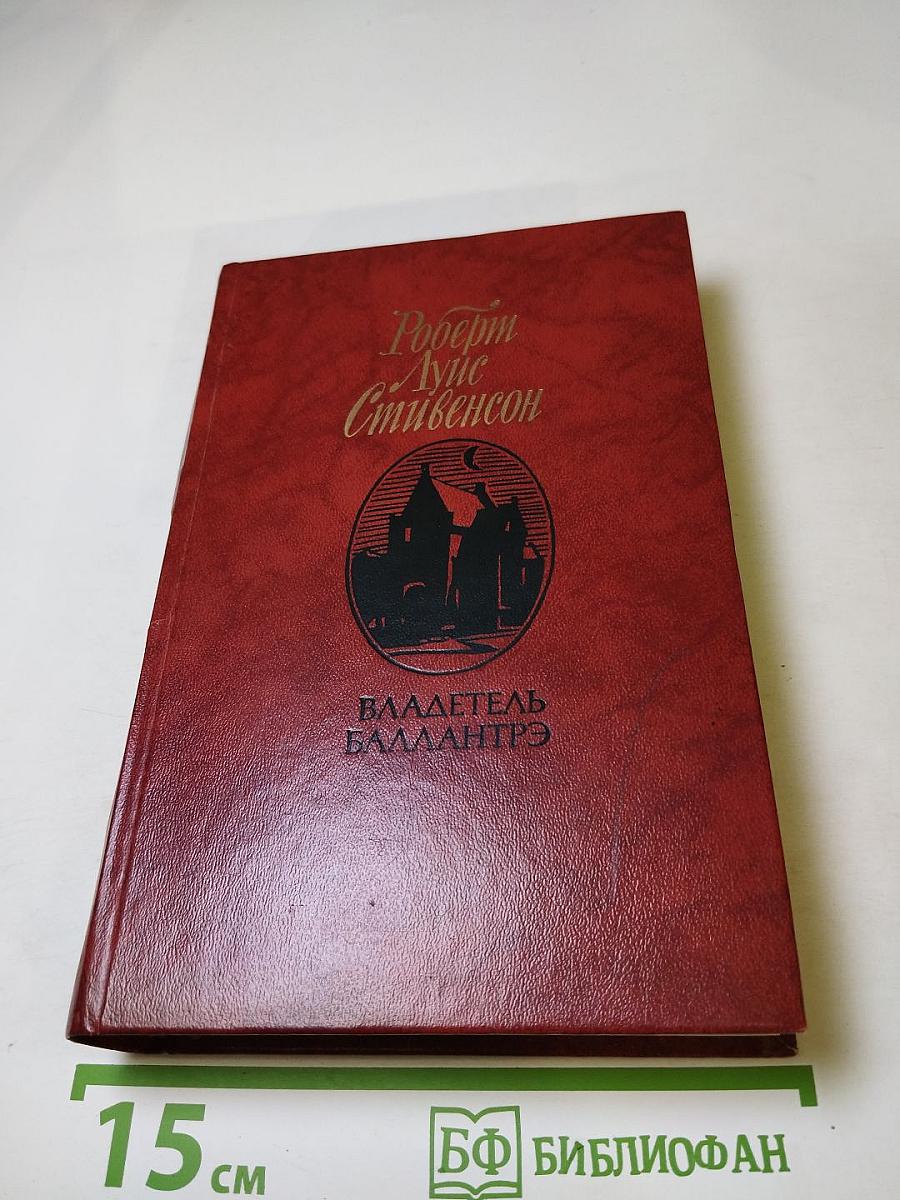 Роберт
Луис
Стивенсон
ВЛАДЕТЕЛЬ
БАЛЛАНТРЭ
15 см
БФ БИБЛИОФАН